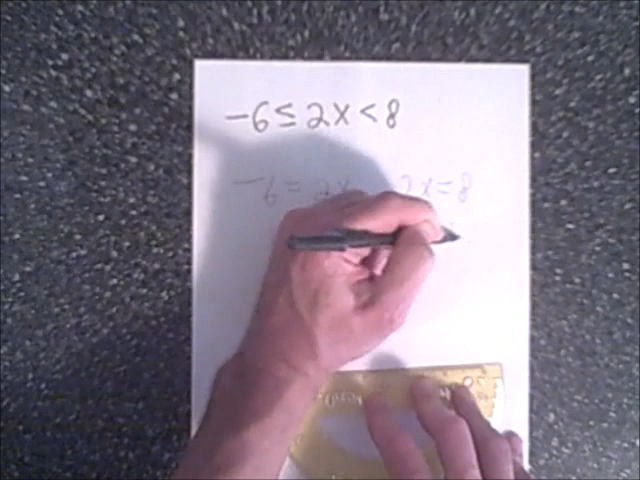 -6 ≤ 2x < 8
-6 = 2x 2x = 8